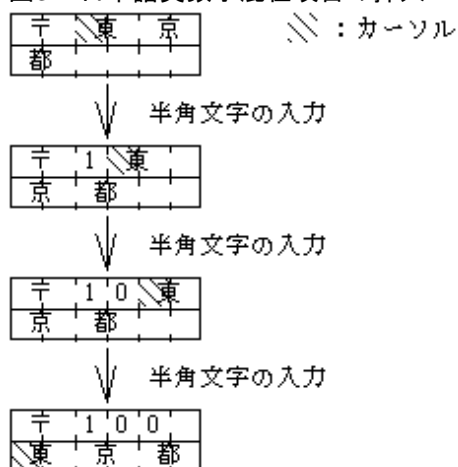 〒 東 京 ：カーソル
都
半角文字の入力
〒 1 東
京 都
半角文字の入力
〒 1 0 東
京 都
半角文字の入力
〒 1 0 0
東 京 都